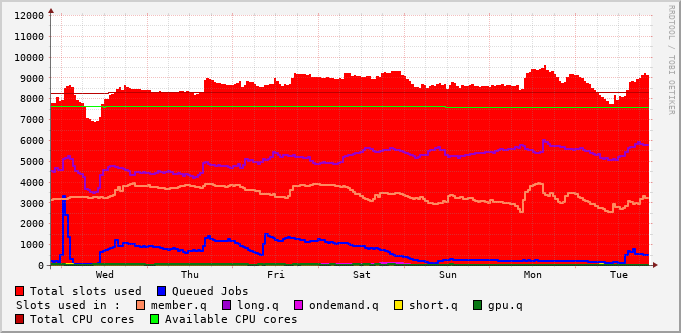 12000
11000
10000
9000
8000
7000
6000
5000
4000
3000
2000
1000
0
Wed Thu Fri Sat Sun Mon Tue
RRDTOOL / TOBI OETIKER
Total slots used Queued Jobs
Slots used in : member.q long.q ondemand.q short.q gpu.q
Total CPU cores Available CPU cores